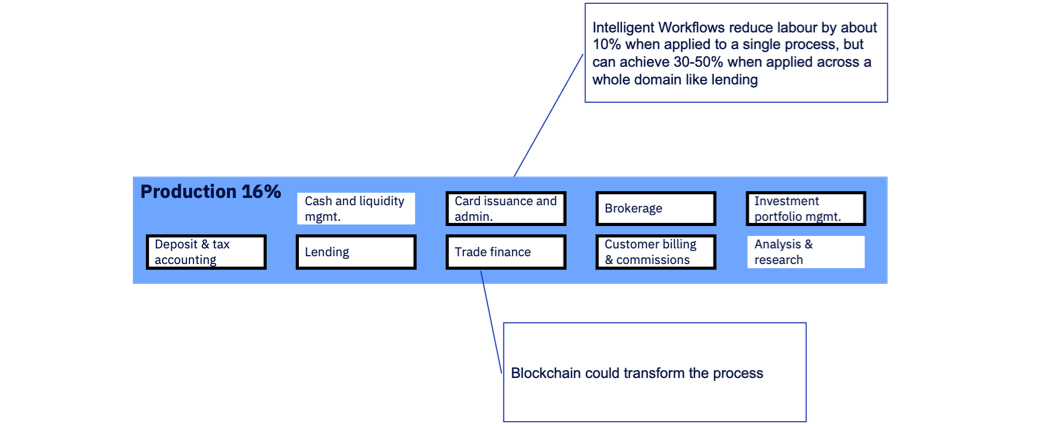 Intelligent Workflows reduce labour by about
10% when applied to a single process, but
can achieve 30-50% when applied across a
whole domain like lending
Production 16%
Cash and liquidity
mgmt.
Card issuance and
admin.
Brokerage
Investment
portfolio mgmt.
Deposit & tax
accounting
Lending
Trade finance
Customer billing
& commissions
Analysis &
research
Blockchain could transform the process